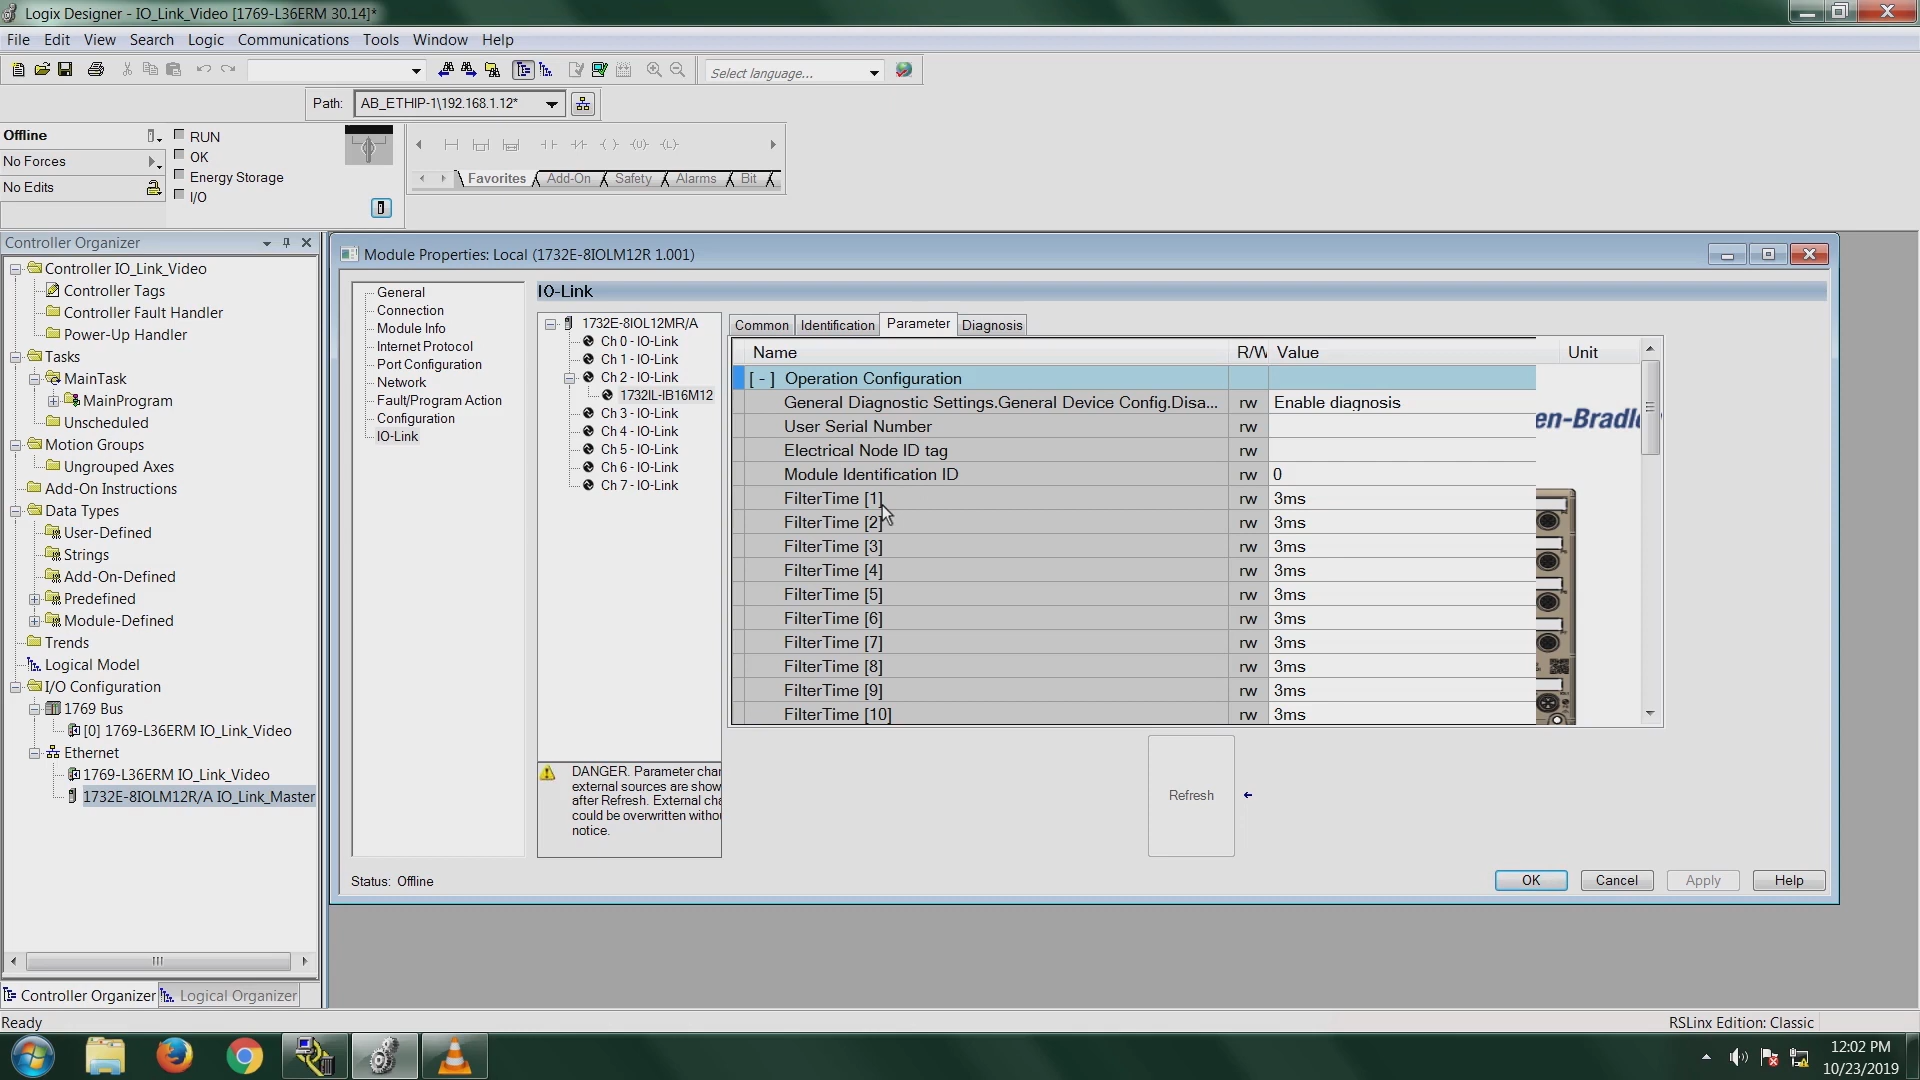 Logix Designer - IO_Link_Video [1769-L36ERM 30.14]*
File Edit View Search Logic Communications Tools Window Help
Select language...
Path: AB_ETHIP-1\192.168.1.12*
Offline
RUN
No Forces
OK
No Edits
Energy Storage
I/O
Favorites Add-On Safety Alarms Bit
Controller Organizer
Controller IO_Link_Video
Controller Tags
Controller Fault Handler
Power-Up Handler
Tasks
MainTask
MainProgram
Unscheduled
Motion Groups
Ungrouped Axes
Add-On Instructions
Data Types
User-Defined
Strings
Add-On-Defined
Predefined
Module-Defined
Trends
Logical Model
I/O Configuration
1769 Bus
[0] 1769-L36ERM IO_Link_Video
Ethernet
1769-L36ERM IO_Link_Video
1732E-8IOLM12R/A IO_Link_Master
Controller Organizer Logical Organizer
Module Properties: Local (1732E-8IOLM12R 1.001)
General
Connection
Module Info
Internet Protocol
Port Configuration
Network
Fault/Program Action
Configuration
IO-Link
IO-Link
1732E-8IOL12MR/A
Ch 0 - IO-Link
Ch 1 - IO-Link
Ch 2 - IO-Link
1732IL-IB16M12
Ch 3 - IO-Link
Ch 4 - IO-Link
Ch 5 - IO-Link
Ch 6 - IO-Link
Ch 7 - IO-Link
DANGER. Parameter char
external sources are show
after Refresh. External cha
could be overwritten witho
notice.
Common Identification Parameter Diagnosis
Name R/W Value Unit
[ - ] Operation Configuration
General Diagnostic Settings.General Device Config.Disa... rw Enable diagnosis
en-Bradl
User Serial Number rw
Electrical Node ID tag rw
Module Identification ID rw 0
FilterTime [1] rw 3ms
FilterTime [2] rw 3ms
FilterTime [3] rw 3ms
FilterTime [4] rw 3ms
FilterTime [5] rw 3ms
FilterTime [6] rw 3ms
FilterTime [7] rw 3ms
FilterTime [8] rw 3ms
FilterTime [9] rw 3ms
FilterTime [10] rw 3ms
Refresh
Status: Offline
OK Cancel Apply Help
Ready
RSLinx Edition: Classic
12:02 PM
10/23/2019